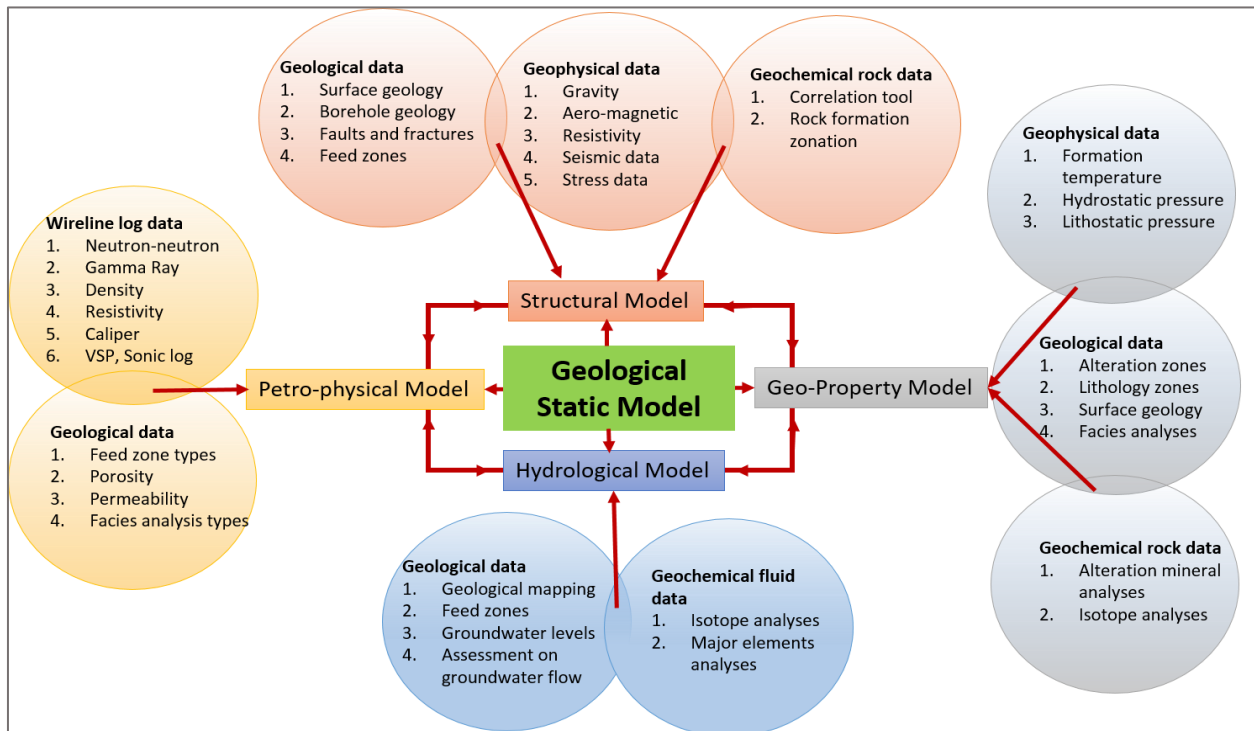 Geological data
1. Surface geology
2. Borehole geology
3. Faults and fractures
4. Feed zones
Geophysical data
1. Gravity
2. Aero-magnetic
3. Resistivity
4. Seismic data
5. Stress data
Geochemical rock data
1. Correlation tool
2. Rock formation
zonation
Geophysical data
1. Formation
temperature
2. Hydrostatic pressure
3. Lithostatic pressure
Wireline log data
1. Neutron-neutron
2. Gamma Ray
3. Density
4. Resistivity
5. Caliper
6. VSP, Sonic log
Structural Model
Petro-physical Model
Geological
Static Model
Geo-Property Model
Hydrological Model
Geological data
1. Alteration zones
2. Lithology zones
3. Surface geology
4. Facies analyses
Geological data
1. Feed zone types
2. Porosity
3. Permeability
4. Facies analysis types
Geological data
1. Geological mapping
2. Feed zones
3. Groundwater levels
4. Assessment on
groundwater flow
Geochemical fluid
data
1. Isotope analyses
2. Major elements
analyses
Geochemical rock data
1. Alteration mineral
analyses
2. Isotope analyses